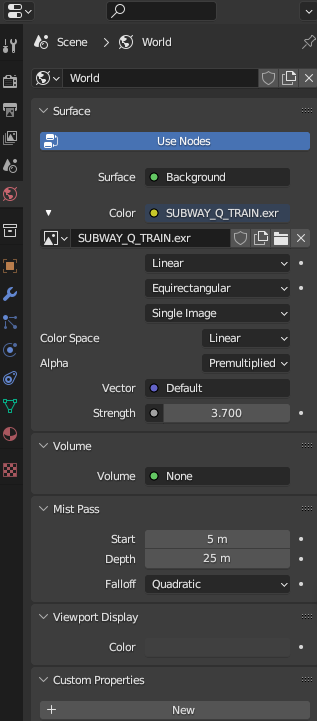 Scene > World
World
Surface
Use Nodes
Surface Background
Color SUBWAY_Q_TRAIN.exr
SUBWAY_Q_TRAIN.exr
Linear
Equirectangular
Single Image
Color Space Linear
Alpha Premultiplied
Vector Default
Strength 3.700
Volume
Volume None
Mist Pass
Start 5 m
Depth 25 m
Falloff Quadratic
Viewport Display
Color
Custom Properties
+ New